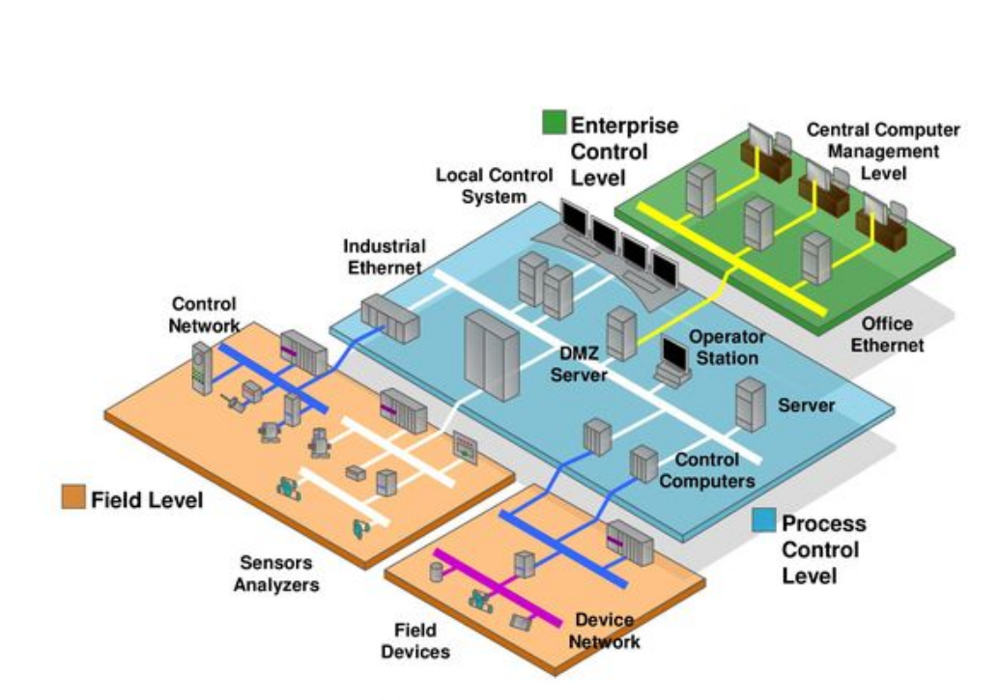 Enterprise
Control
Level
Central Computer
Management
Level
Local Control
System
Industrial
Ethernet
Control
Network
Office
Ethernet
DMZ
Server
Operator
Station
Server
Control
Computers
Field Level
Process
Control
Level
Sensors
Analyzers
Field
Devices
Device
Network